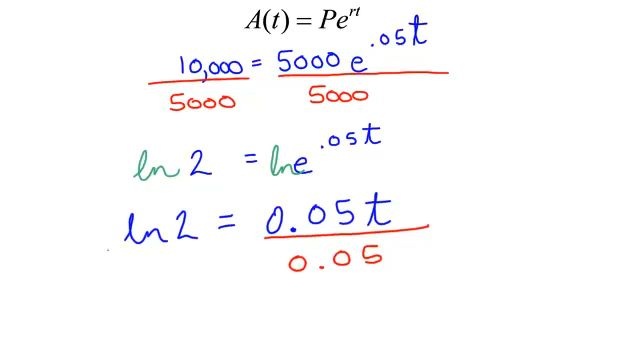 A(t) = Pe^{rt}
10,000 = 5000 e^{.05t}
5000 5000
ln 2 = ln e^{.05t}
ln 2 = 0.05t
0.05